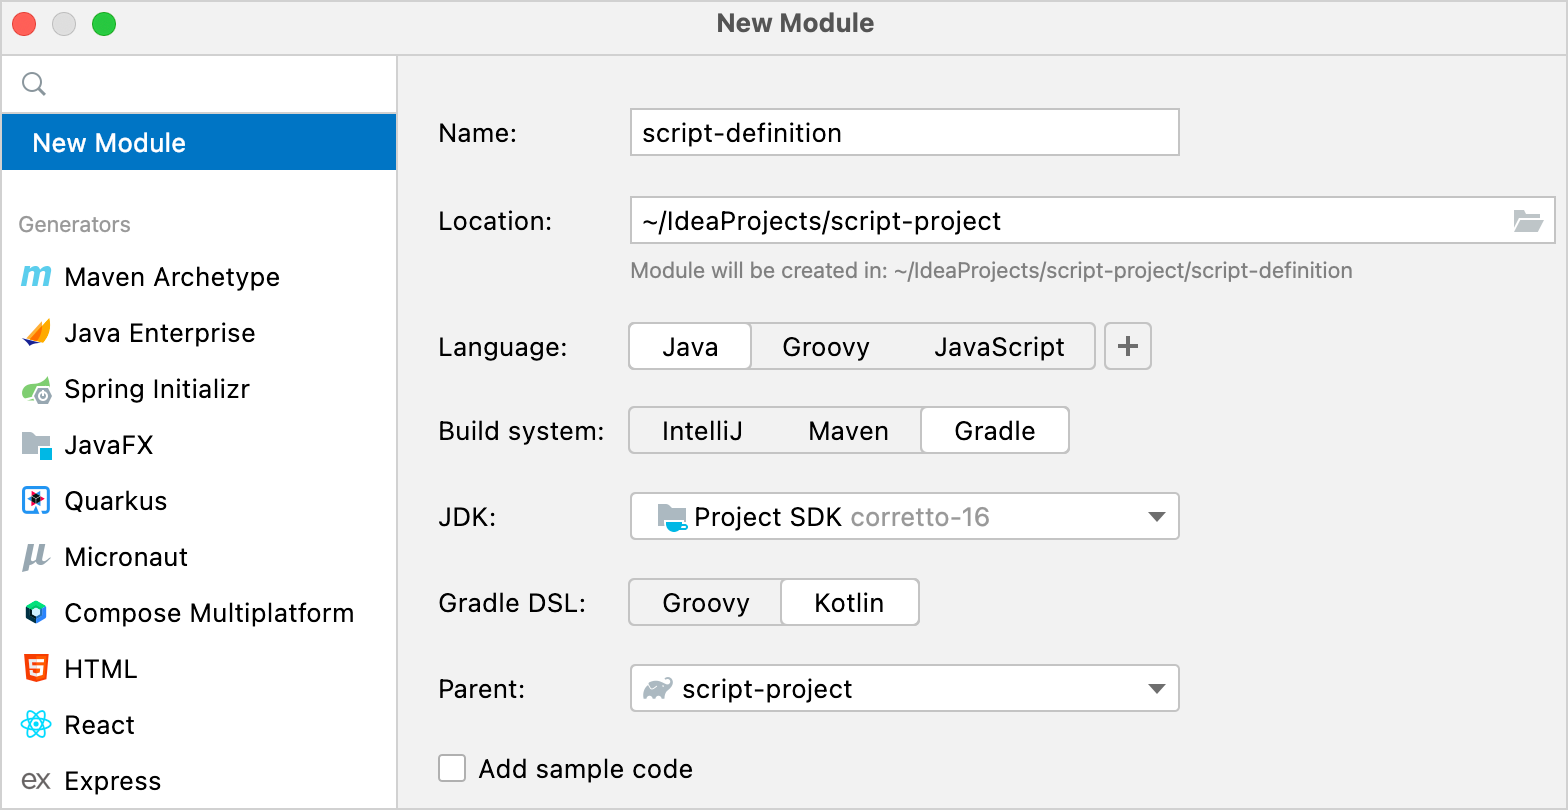 New Module
New Module
Generators
Maven Archetype
Java Enterprise
Spring Initializr
JavaFX
Quarkus
Micronaut
Compose Multiplatform
HTML
React
ex Express
Name: script-definition
Location: ~/IdeaProjects/script-project
Module will be created in: ~/IdeaProjects/script-project/script-definition
Language: Java Groovy JavaScript +
Build system: IntelliJ Maven Gradle
JDK: Project SDK corretto-16
Gradle DSL: Groovy Kotlin
Parent: script-project
Add sample code